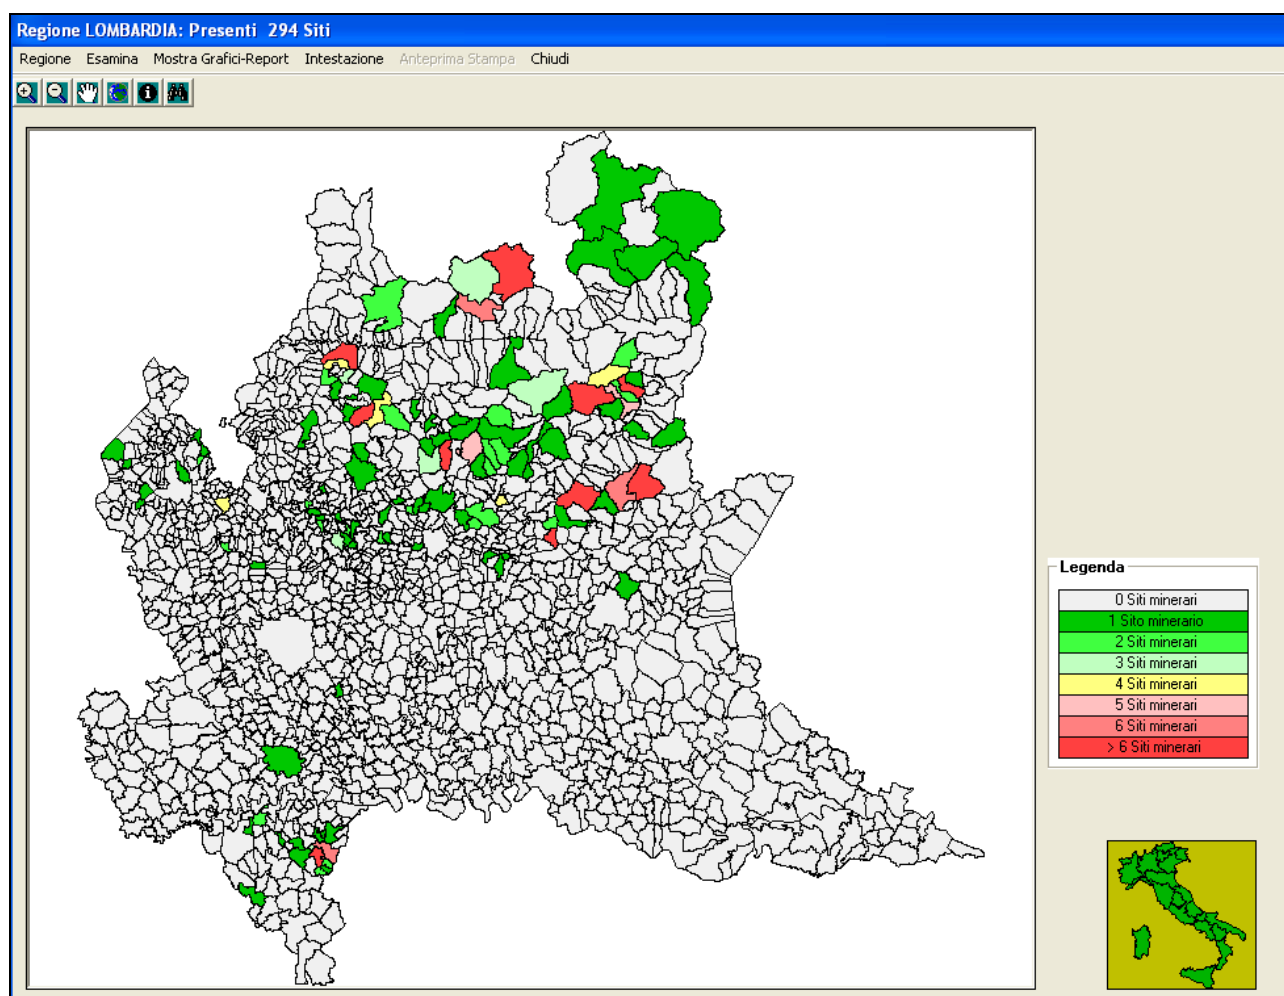 Regione LOMBARDIA: Presenti 294 Siti
Regione Esamina Mostra Grafici-Report Intestazione Anteprima Stampa Chiudi
Legenda
0 Siti minerari
1 Sito minerario
2 Siti minerari
3 Siti minerari
4 Siti minerari
5 Siti minerari
6 Siti minerari
> 6 Siti minerari